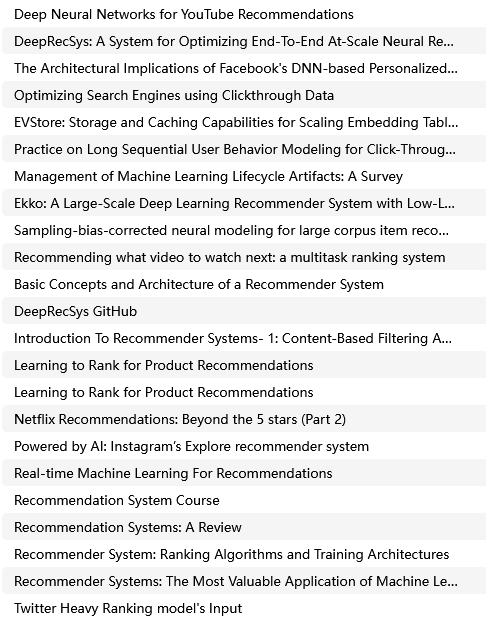 Deep Neural Networks for YouTube Recommendations
DeepRecSys: A System for Optimizing End-To-End At-Scale Neural Re...
The Architectural Implications of Facebook's DNN-based Personalized...
Optimizing Search Engines using Clickthrough Data
EVStore: Storage and Caching Capabilities for Scaling Embedding Tabl...
Practice on Long Sequential User Behavior Modeling for Click-Throug...
Management of Machine Learning Lifecycle Artifacts: A Survey
Ekko: A Large-Scale Deep Learning Recommender System with Low-L...
Sampling-bias-corrected neural modeling for large corpus item reco...
Recommending what video to watch next: a multitask ranking system
Basic Concepts and Architecture of a Recommender System
DeepRecSys GitHub
Introduction To Recommender Systems- 1: Content-Based Filtering A...
Learning to Rank for Product Recommendations
Learning to Rank for Product Recommendations
Netflix Recommendations: Beyond the 5 stars (Part 2)
Powered by AI: Instagram’s Explore recommender system
Real-time Machine Learning For Recommendations
Recommendation System Course
Recommendation Systems: A Review
Recommender System: Ranking Algorithms and Training Architectures
Recommender Systems: The Most Valuable Application of Machine Le...
Twitter Heavy Ranking model's Input